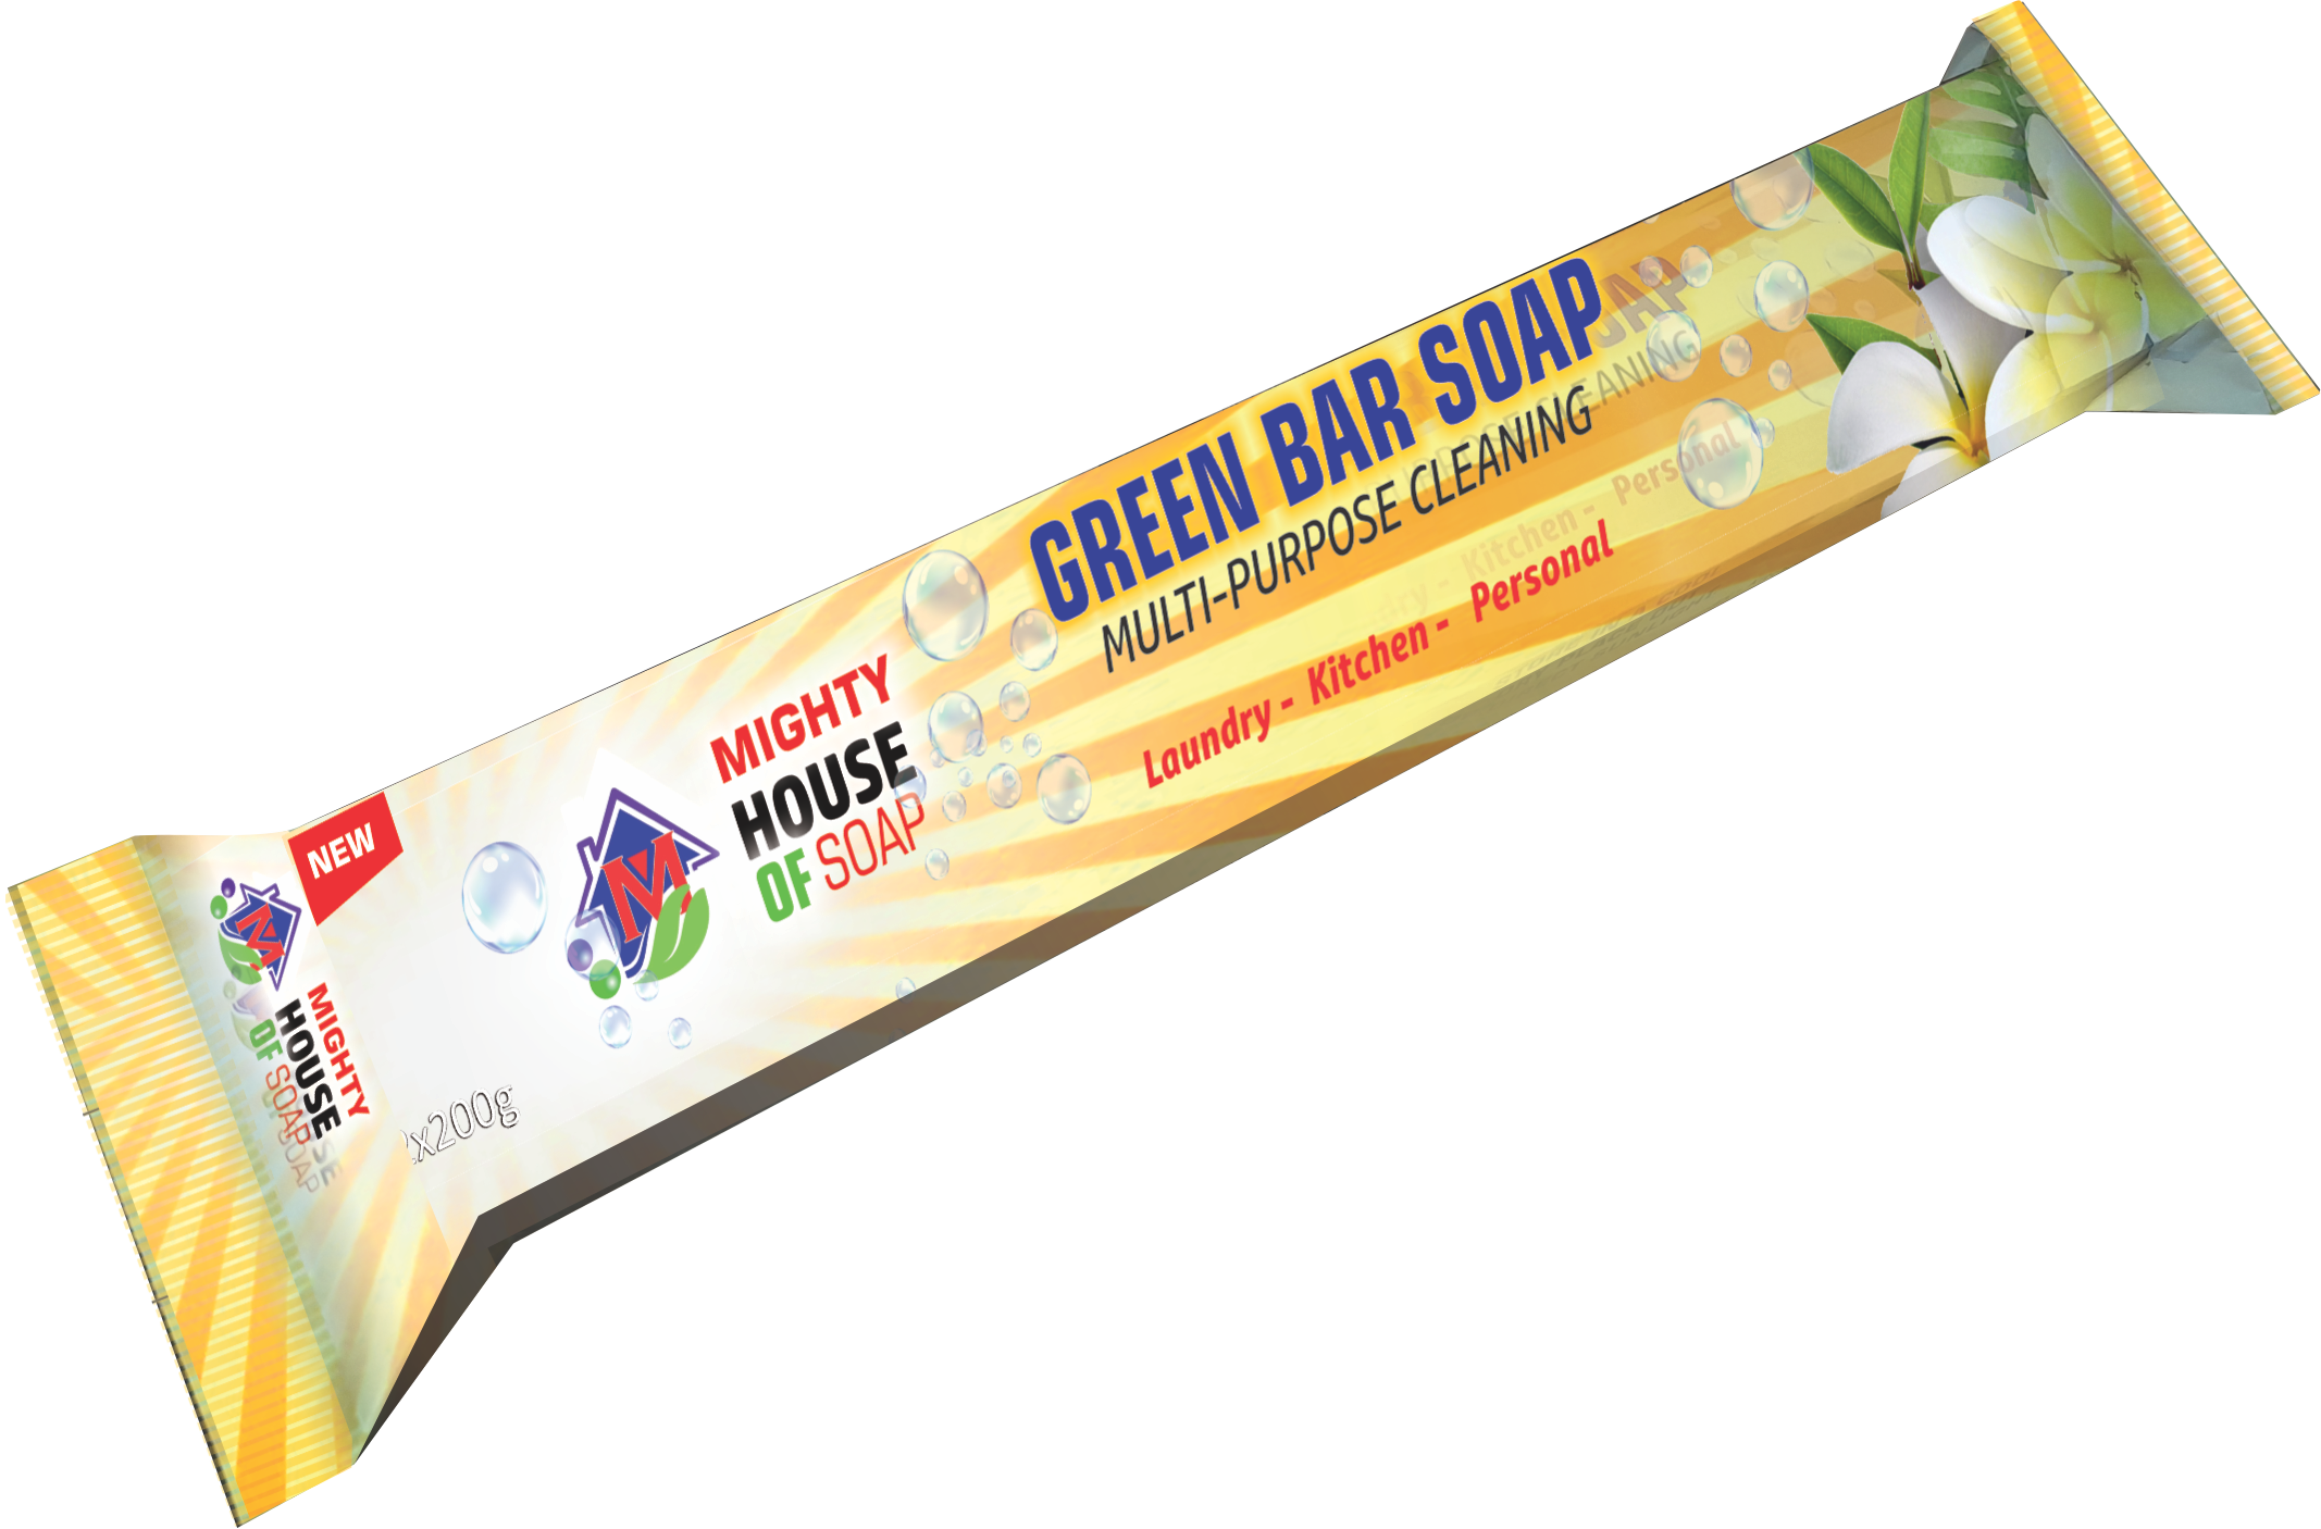 NEW
MIGHTY
HOUSE
OF SOAP
MIGHTY
HOUSE
OF SOAP
GREEN BAR SOAP
MULTI-PURPOSE CLEANING
Laundry - Kitchen - Personal
x200g